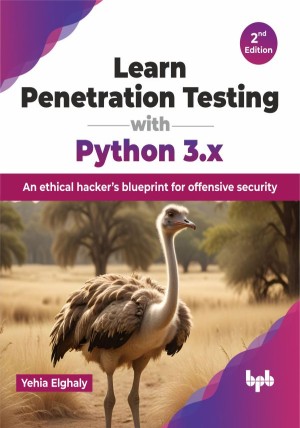 2nd
Edition
Learn
Penetration Testing
with
Python 3.x
An ethical hacker's blueprint for offensive security
Yehia Elghaly
bpb